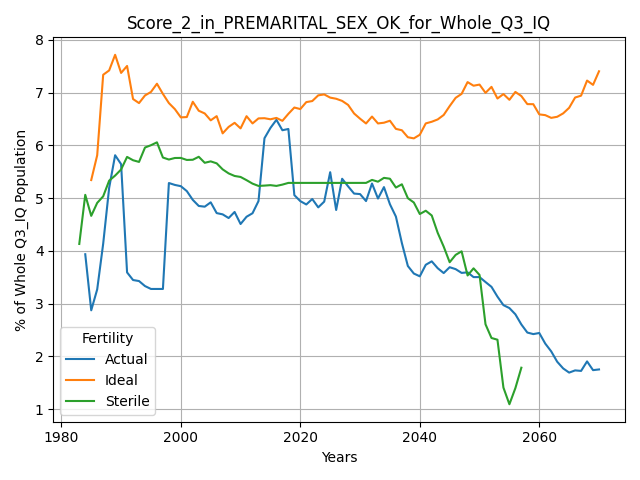 Score_2_in_PREMARITAL_SEX_OK_for_Whole_Q3_IQ
% of Whole Q3_IQ Population
8
7
6
5
4
3
2
1
Fertility
Actual
Ideal
Sterile
1980 2000 2020 2040 2060
Years